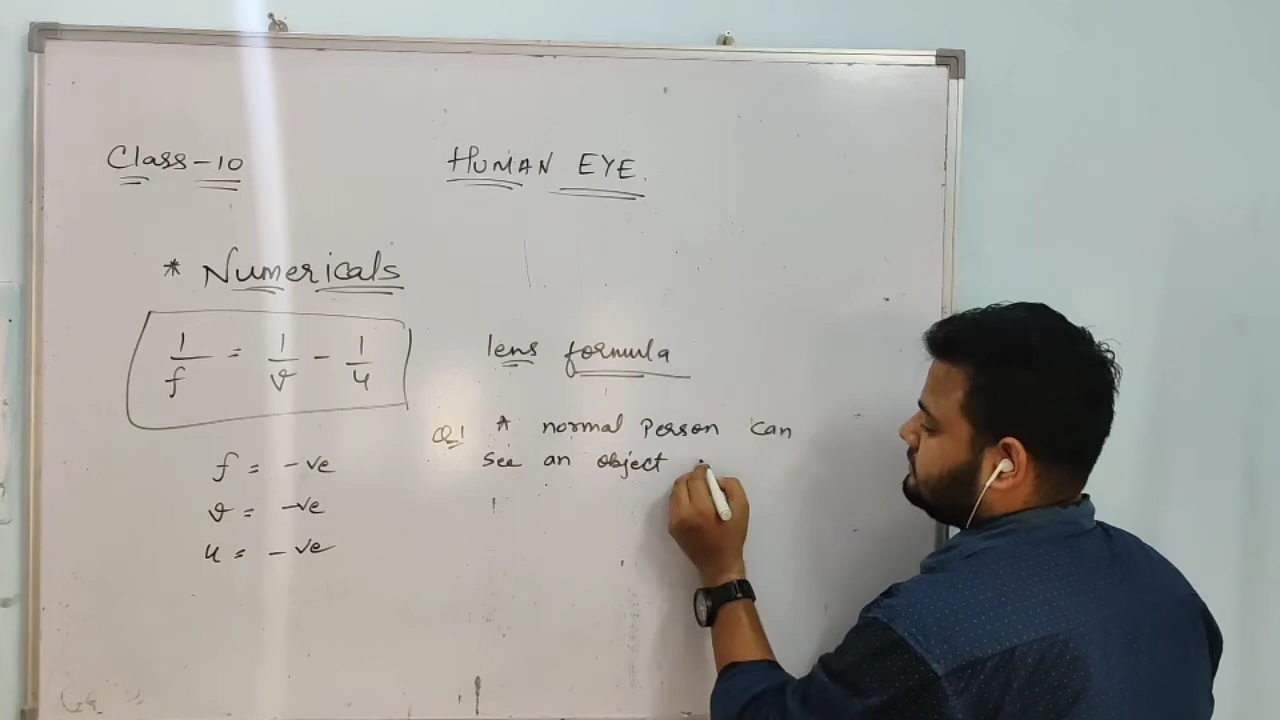 Class-10
HUMAN EYE.
* Numericals
1/f = 1/v - 1/u
lens formula
f = -ve
v = -ve
u = -ve
Q1 A normal Person can
see an object